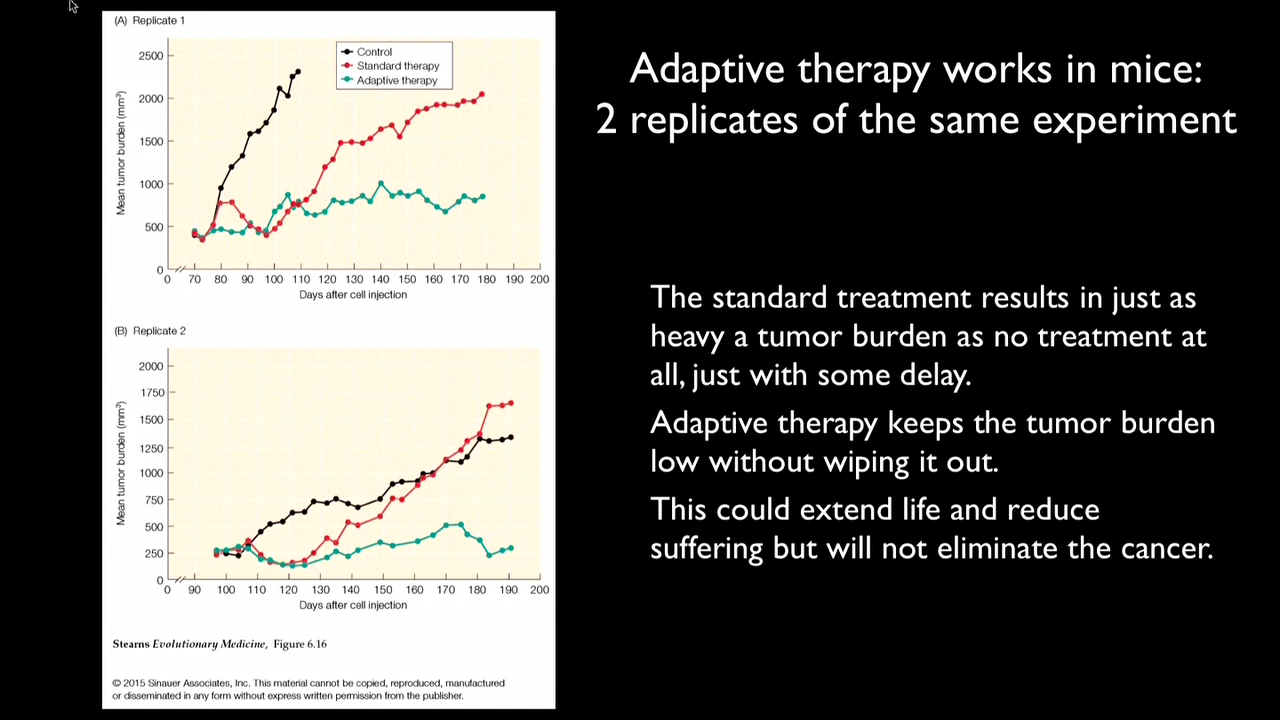 (A) Replicate 1
Control
Standard therapy
Adaptive therapy
Mean tumor burden (mm³)
2500
2000
1500
1000
500
0
0 70 80 90 100 110 120 130 140 150 160 170 180 190 200
Days after cell injection
(B) Replicate 2
Mean tumor burden (mm³)
2000
1750
1500
1250
1000
750
500
250
0
0 90 100 110 120 130 140 150 160 170 180 190 200
Days after cell injection
Stearns Evolutionary Medicine, Figure 6.16
© 2015 Sinauer Associates, Inc. This material cannot be copied, reproduced, manufactured
or disseminated in any form without express written permission from the publisher.
Adaptive therapy works in mice:
2 replicates of the same experiment
The standard treatment results in just as
heavy a tumor burden as no treatment at
all, just with some delay.
Adaptive therapy keeps the tumor burden
low without wiping it out.
This could extend life and reduce
suffering but will not eliminate the cancer.